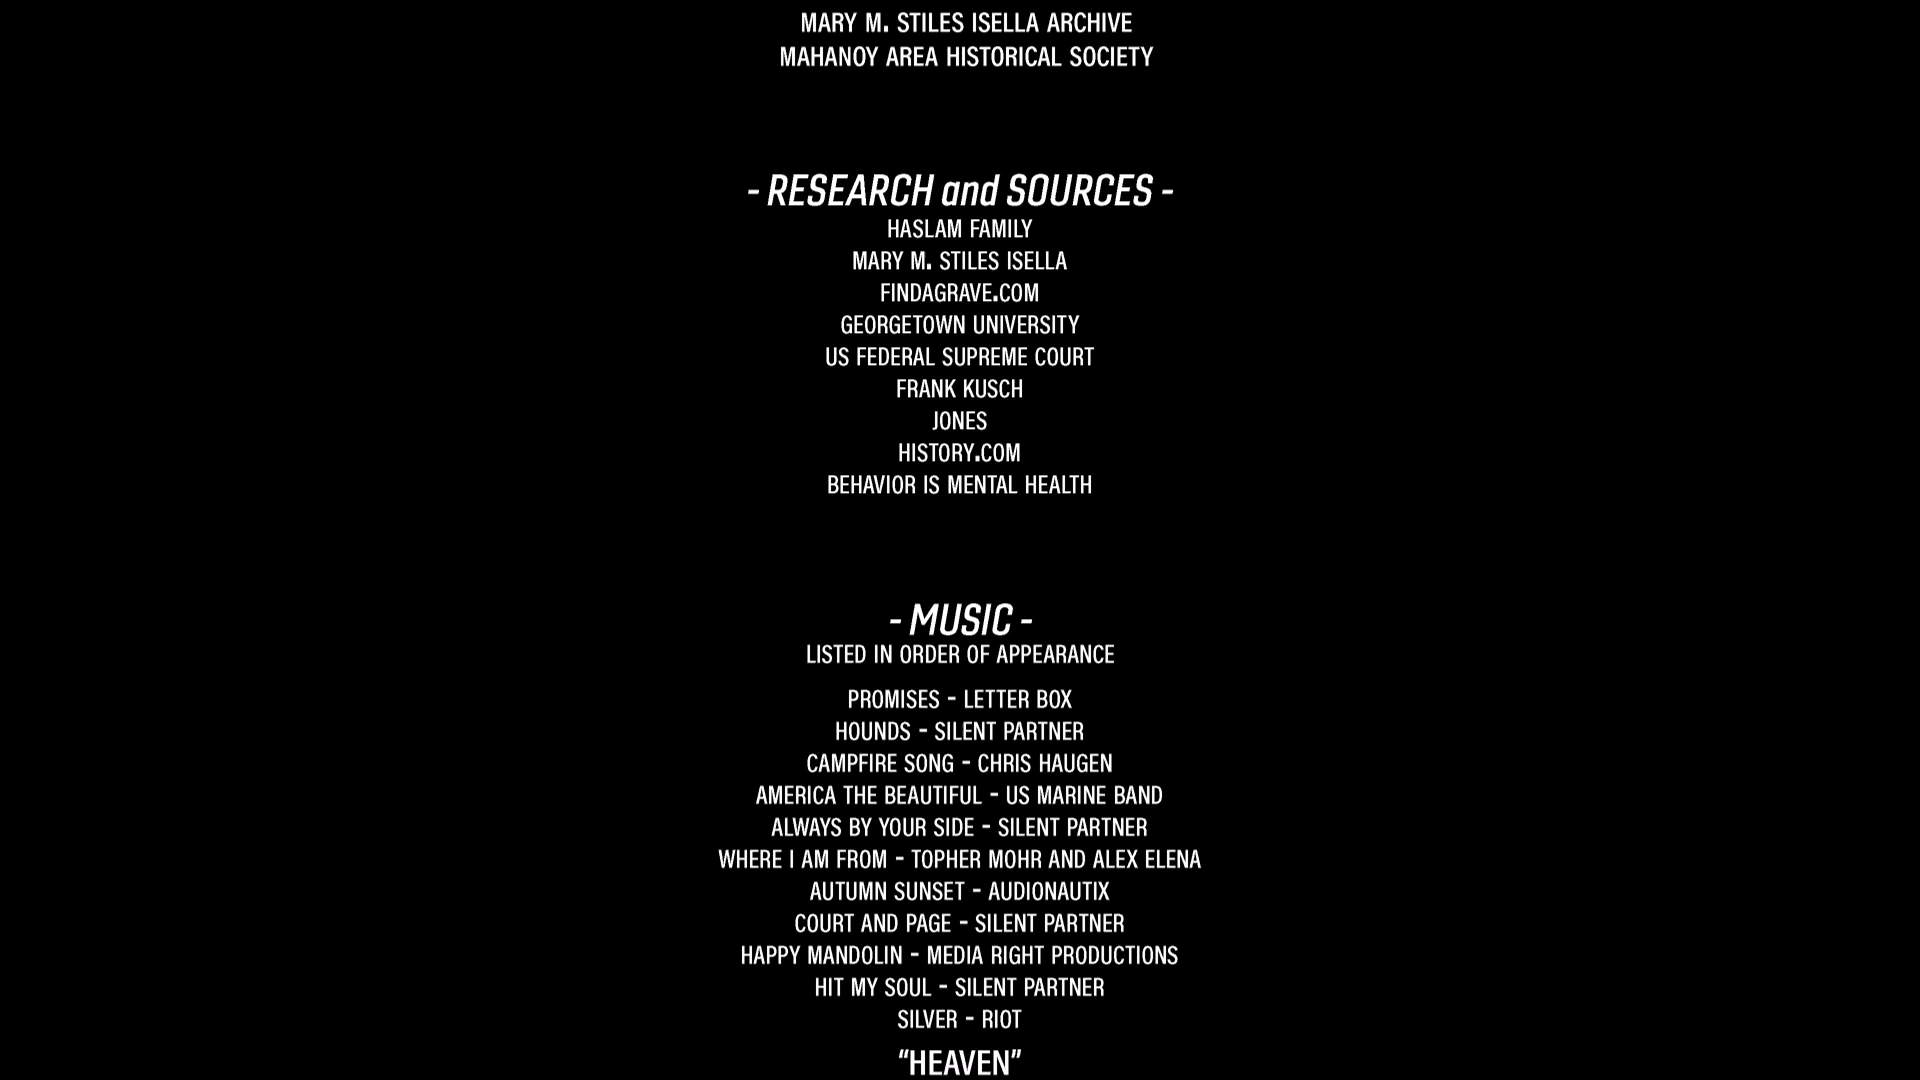 MARY M. STILES ISELLA ARCHIVE
MAHANOY AREA HISTORICAL SOCIETY
- RESEARCH and SOURCES -
HASLAM FAMILY
MARY M. STILES ISELLA
FINDAGRAVE.COM
GEORGETOWN UNIVERSITY
US FEDERAL SUPREME COURT
FRANK KUSCH
JONES
HISTORY.COM
BEHAVIOR IS MENTAL HEALTH
- MUSIC -
LISTED IN ORDER OF APPEARANCE
PROMISES - LETTER BOX
HOUNDS - SILENT PARTNER
CAMPFIRE SONG - CHRIS HAUGEN
AMERICA THE BEAUTIFUL - US MARINE BAND
ALWAYS BY YOUR SIDE - SILENT PARTNER
WHERE I AM FROM - TOPHER MOHR AND ALEX ELENA
AUTUMN SUNSET - AUDIONAUTIX
COURT AND PAGE - SILENT PARTNER
HAPPY MANDOLIN - MEDIA RIGHT PRODUCTIONS
HIT MY SOUL - SILENT PARTNER
SILVER - RIOT
“HEAVEN”